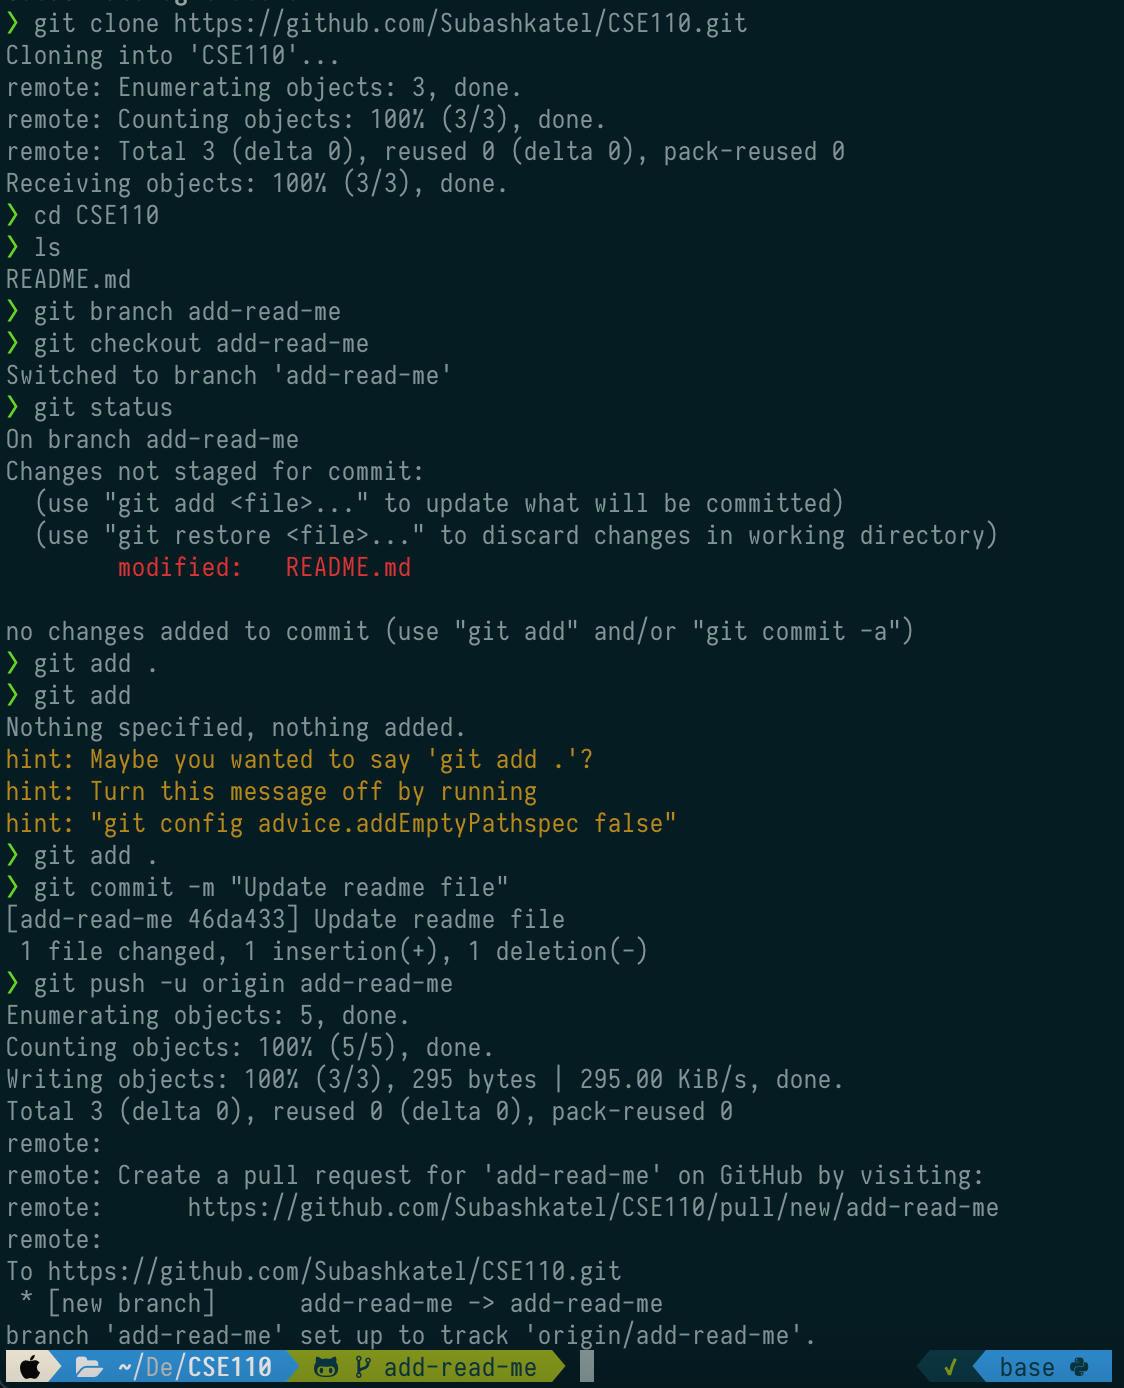 ❯ git clone https://github.com/Subashkatel/CSE110.git
Cloning into 'CSE110'...
remote: Enumerating objects: 3, done.
remote: Counting objects: 100% (3/3), done.
remote: Total 3 (delta 0), reused 0 (delta 0), pack-reused 0
Receiving objects: 100% (3/3), done.
❯ cd CSE110
❯ ls
README.md
❯ git branch add-read-me
❯ git checkout add-read-me
Switched to branch 'add-read-me'
❯ git status
On branch add-read-me
Changes not staged for commit:
  (use "git add <file>..." to update what will be committed)
  (use "git restore <file>..." to discard changes in working directory)
        modified:   README.md

no changes added to commit (use "git add" and/or "git commit -a")
❯ git add .
❯ git add
Nothing specified, nothing added.
hint: Maybe you wanted to say 'git add .'?
hint: Turn this message off by running
hint: "git config advice.addEmptyPathspec false"
❯ git add .
❯ git commit -m "Update readme file"
[add-read-me 46da433] Update readme file
 1 file changed, 1 insertion(+), 1 deletion(-)
❯ git push -u origin add-read-me
Enumerating objects: 5, done.
Counting objects: 100% (5/5), done.
Writing objects: 100% (3/3), 295 bytes | 295.00 KiB/s, done.
Total 3 (delta 0), reused 0 (delta 0), pack-reused 0
remote:
remote: Create a pull request for 'add-read-me' on GitHub by visiting:
remote:      https://github.com/Subashkatel/CSE110/pull/new/add-read-me
remote:
To https://github.com/Subashkatel/CSE110.git
 * [new branch]      add-read-me -> add-read-me
branch 'add-read-me' set up to track 'origin/add-read-me'.
~/De/CSE110 add-read-me ✓ base